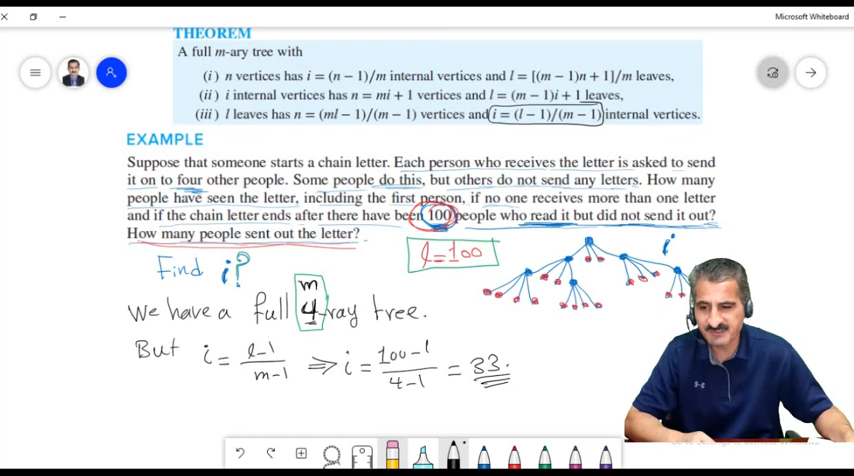 Microsoft Whiteboard
THEOREM
A full m-ary tree with
(i) n vertices has i = (n − 1)/m internal vertices and l = [(m − 1)n + 1]/m leaves,
(ii) i internal vertices has n = mi + 1 vertices and l = (m − 1)i + 1 leaves,
(iii) l leaves has n = (ml − 1)/(m − 1) vertices and i = (l − 1)/(m − 1) internal vertices.
EXAMPLE
Suppose that someone starts a chain letter. Each person who receives the letter is asked to send
it on to four other people. Some people do this, but others do not send any letters. How many
people have seen the letter, including the first person, if no one receives more than one letter
and if the chain letter ends after there have been 100 people who read it but did not send it out?
How many people sent out the letter?
l=100
i
Find i?
m
We have a full 4-ray tree.
But i = l-1/m-1 ⇒ i = 100-1/4-1 = 33.